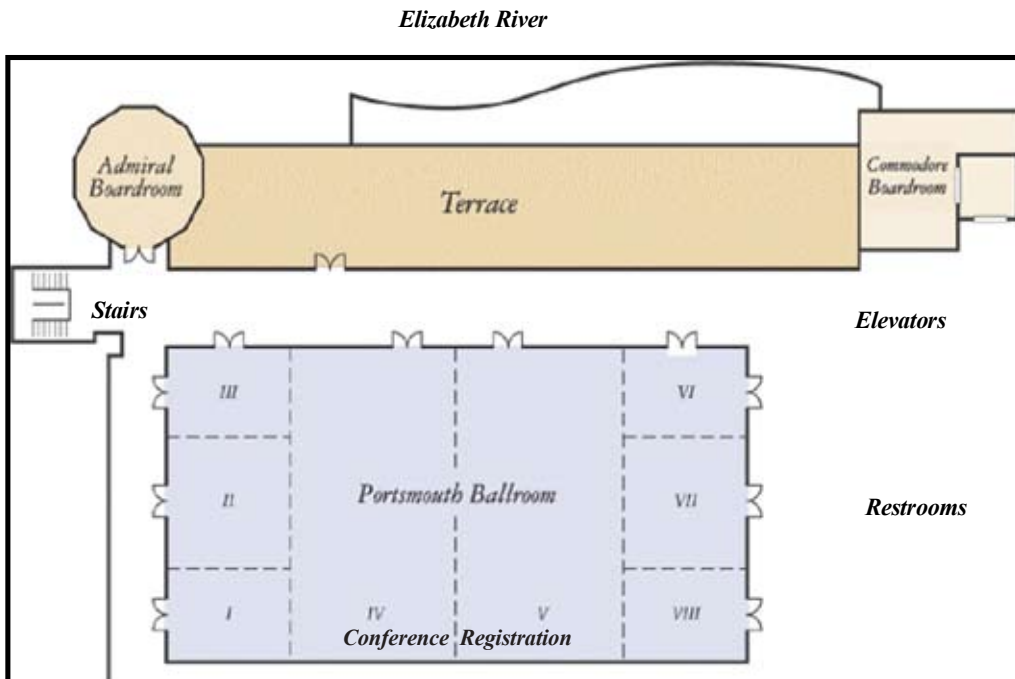 Elizabeth River
Admiral
Boardroom
Terrace
Commodore
Boardroom
Stairs
Elevators
III
VI
II
Portsmouth Ballroom
VII
Restrooms
I
IV
V
VIII
Conference Registration